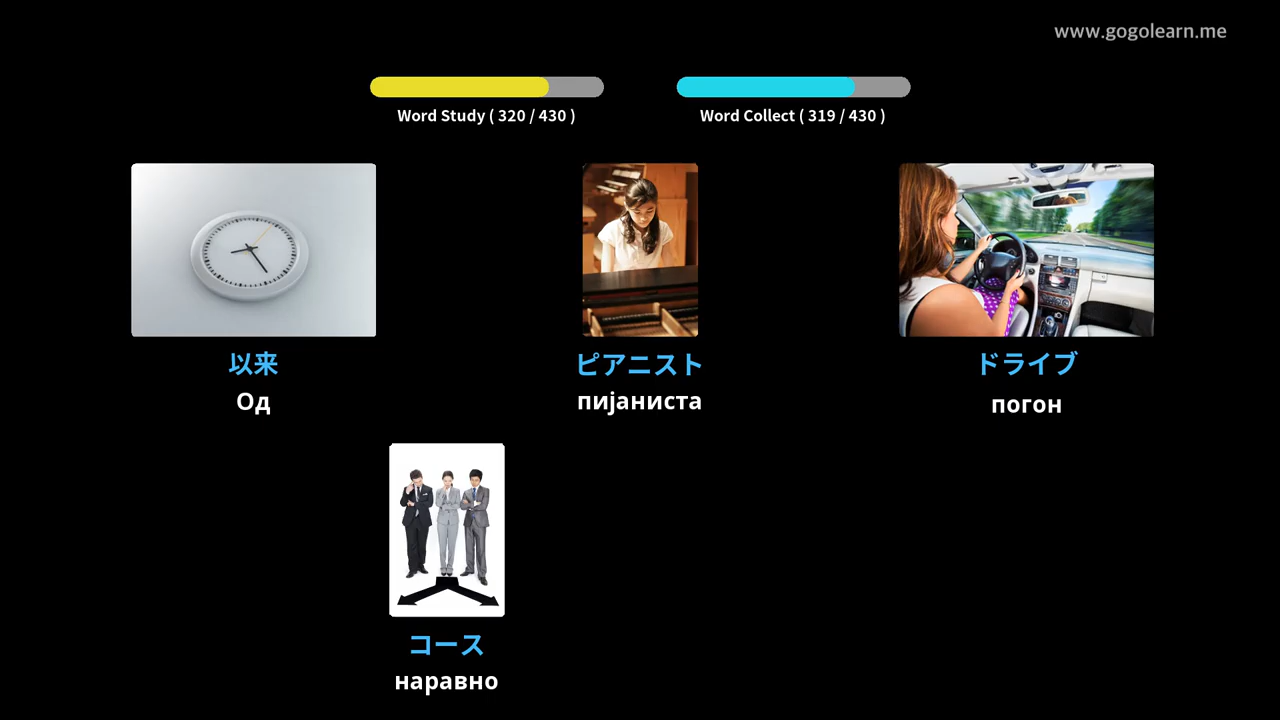 www.gogolearn.me
Word Study ( 320 / 430 )
Word Collect ( 319 / 430 )
以来
Од
ピアニスト
пијаниста
ドライブ
погон
コース
наравно